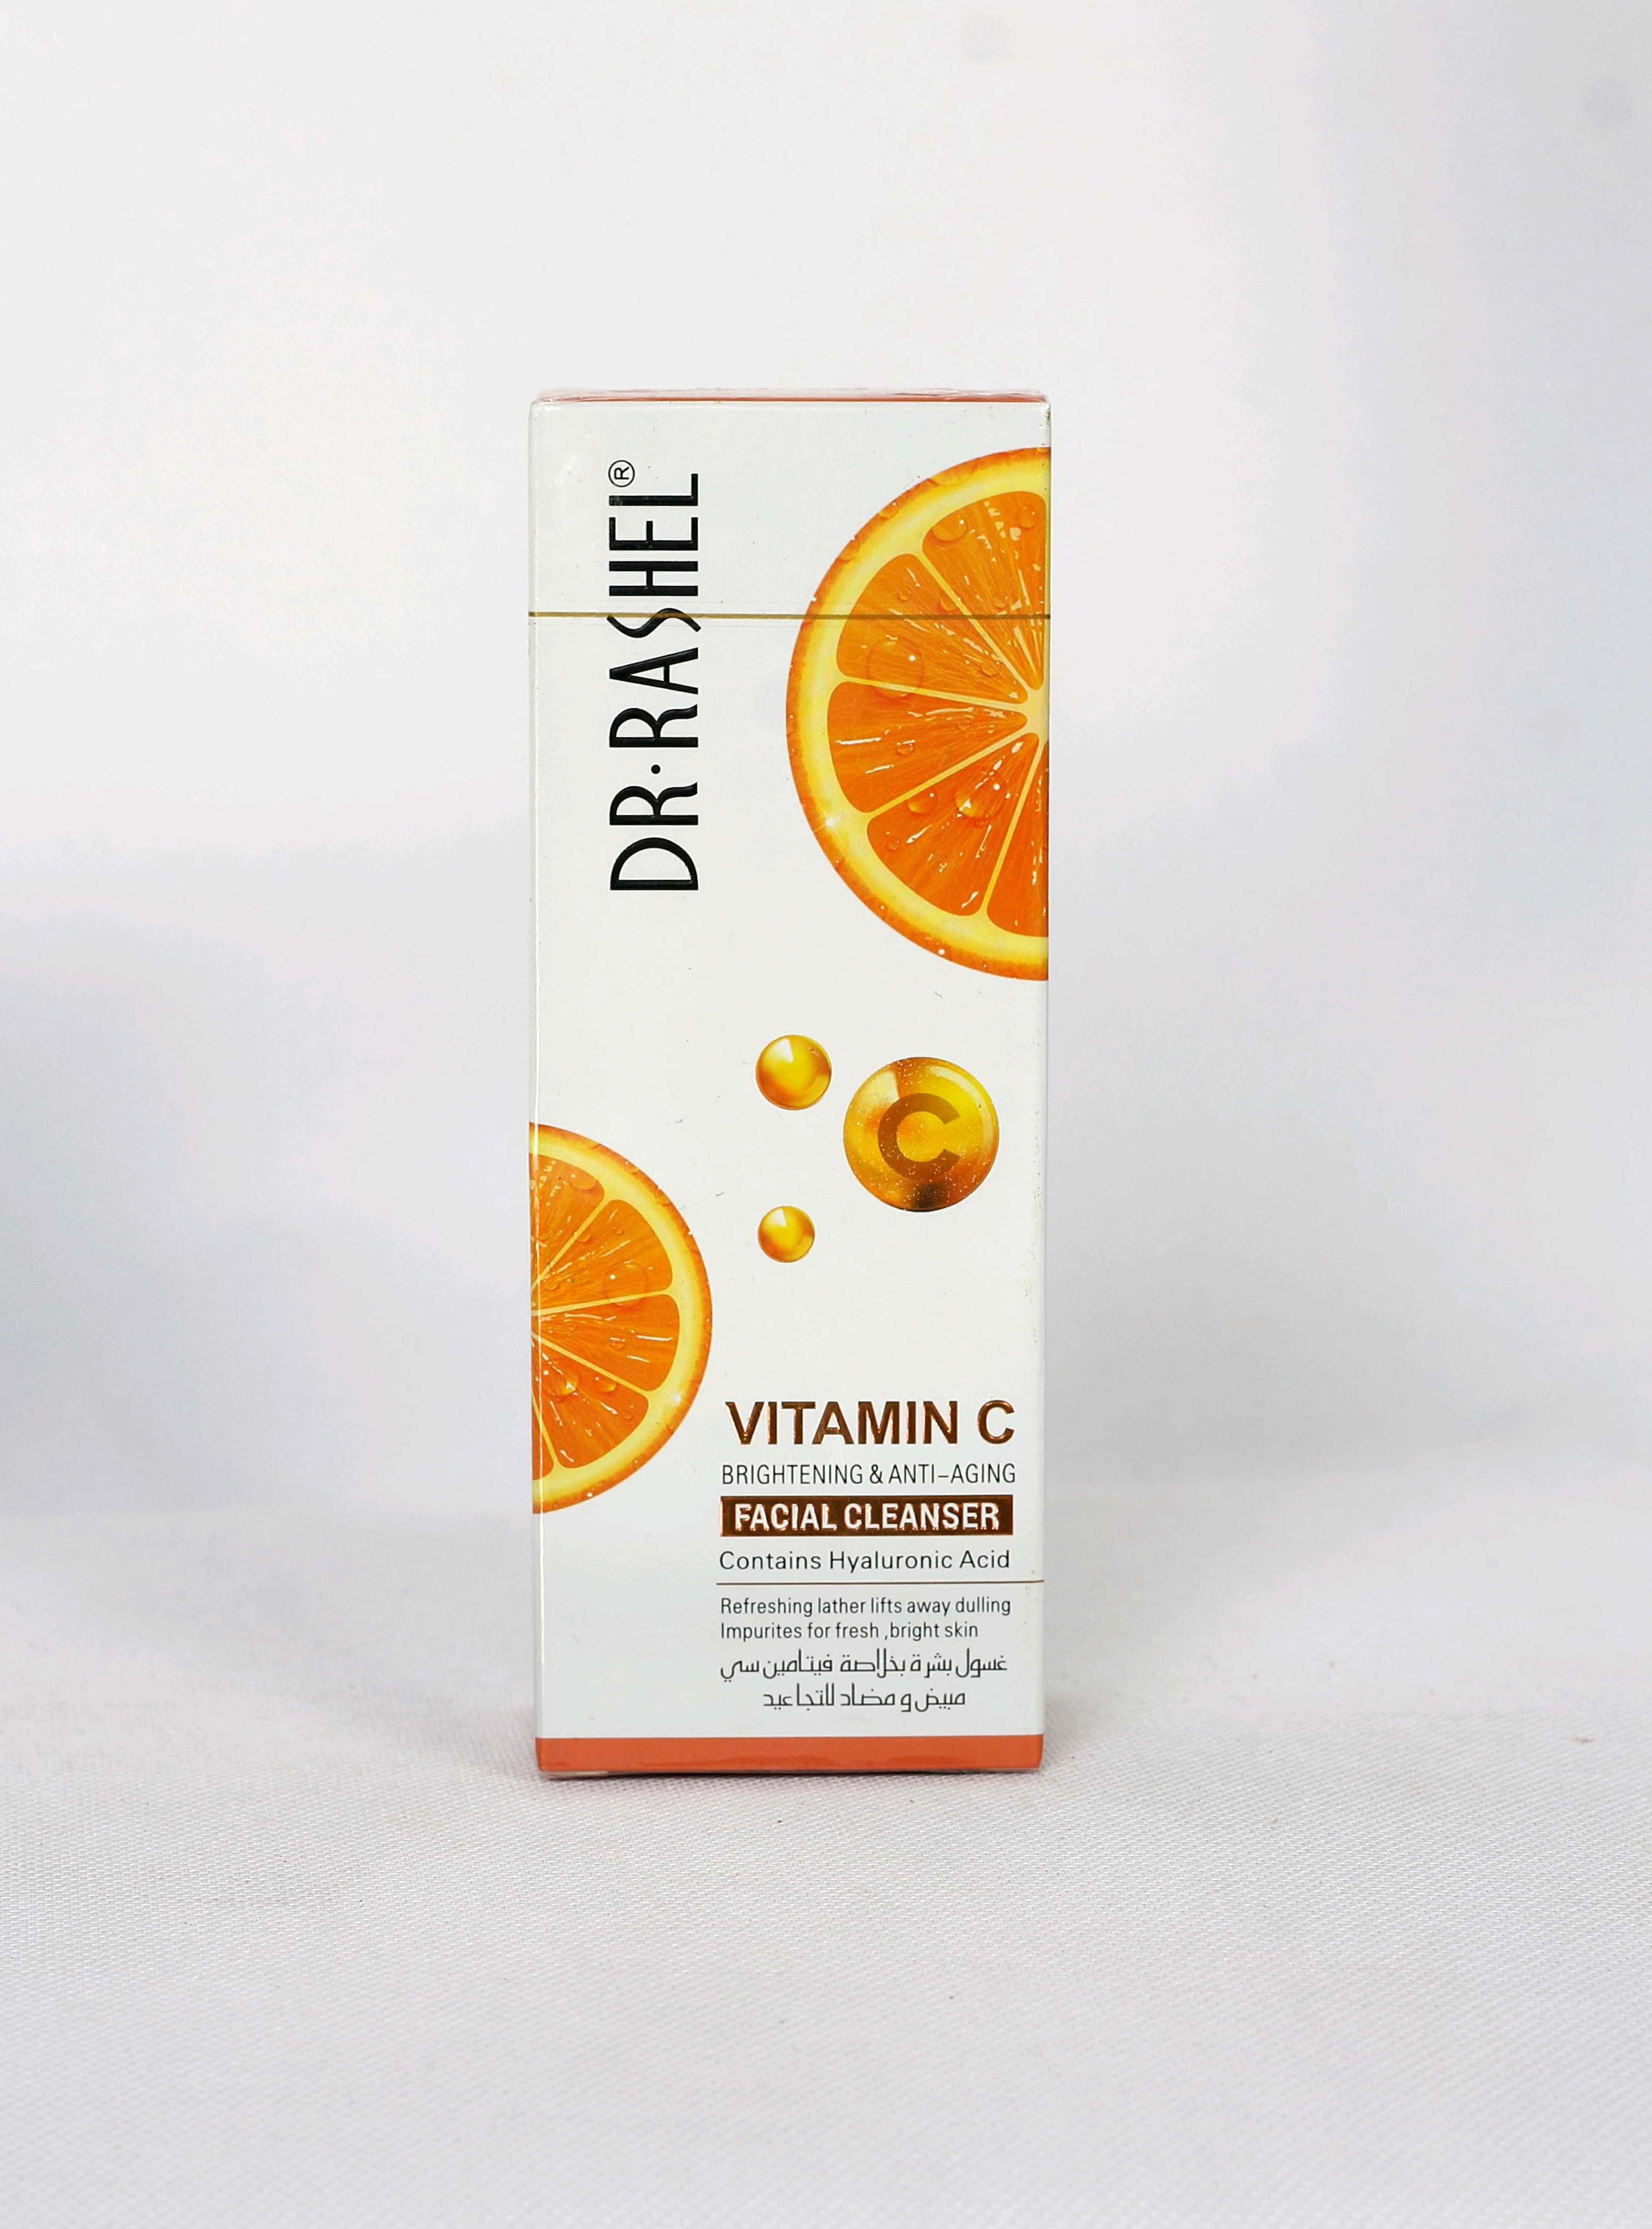 DR·RASHEL®
C
VITAMIN C
BRIGHTENING & ANTI-AGING
FACIAL CLEANSER
Contains Hyaluronic Acid
Refreshing lather lifts away dulling
Impurites for fresh ,bright skin
غسول بشرة بخلاصة فيتامين سي
مبيض و مضاد للتجاعيد